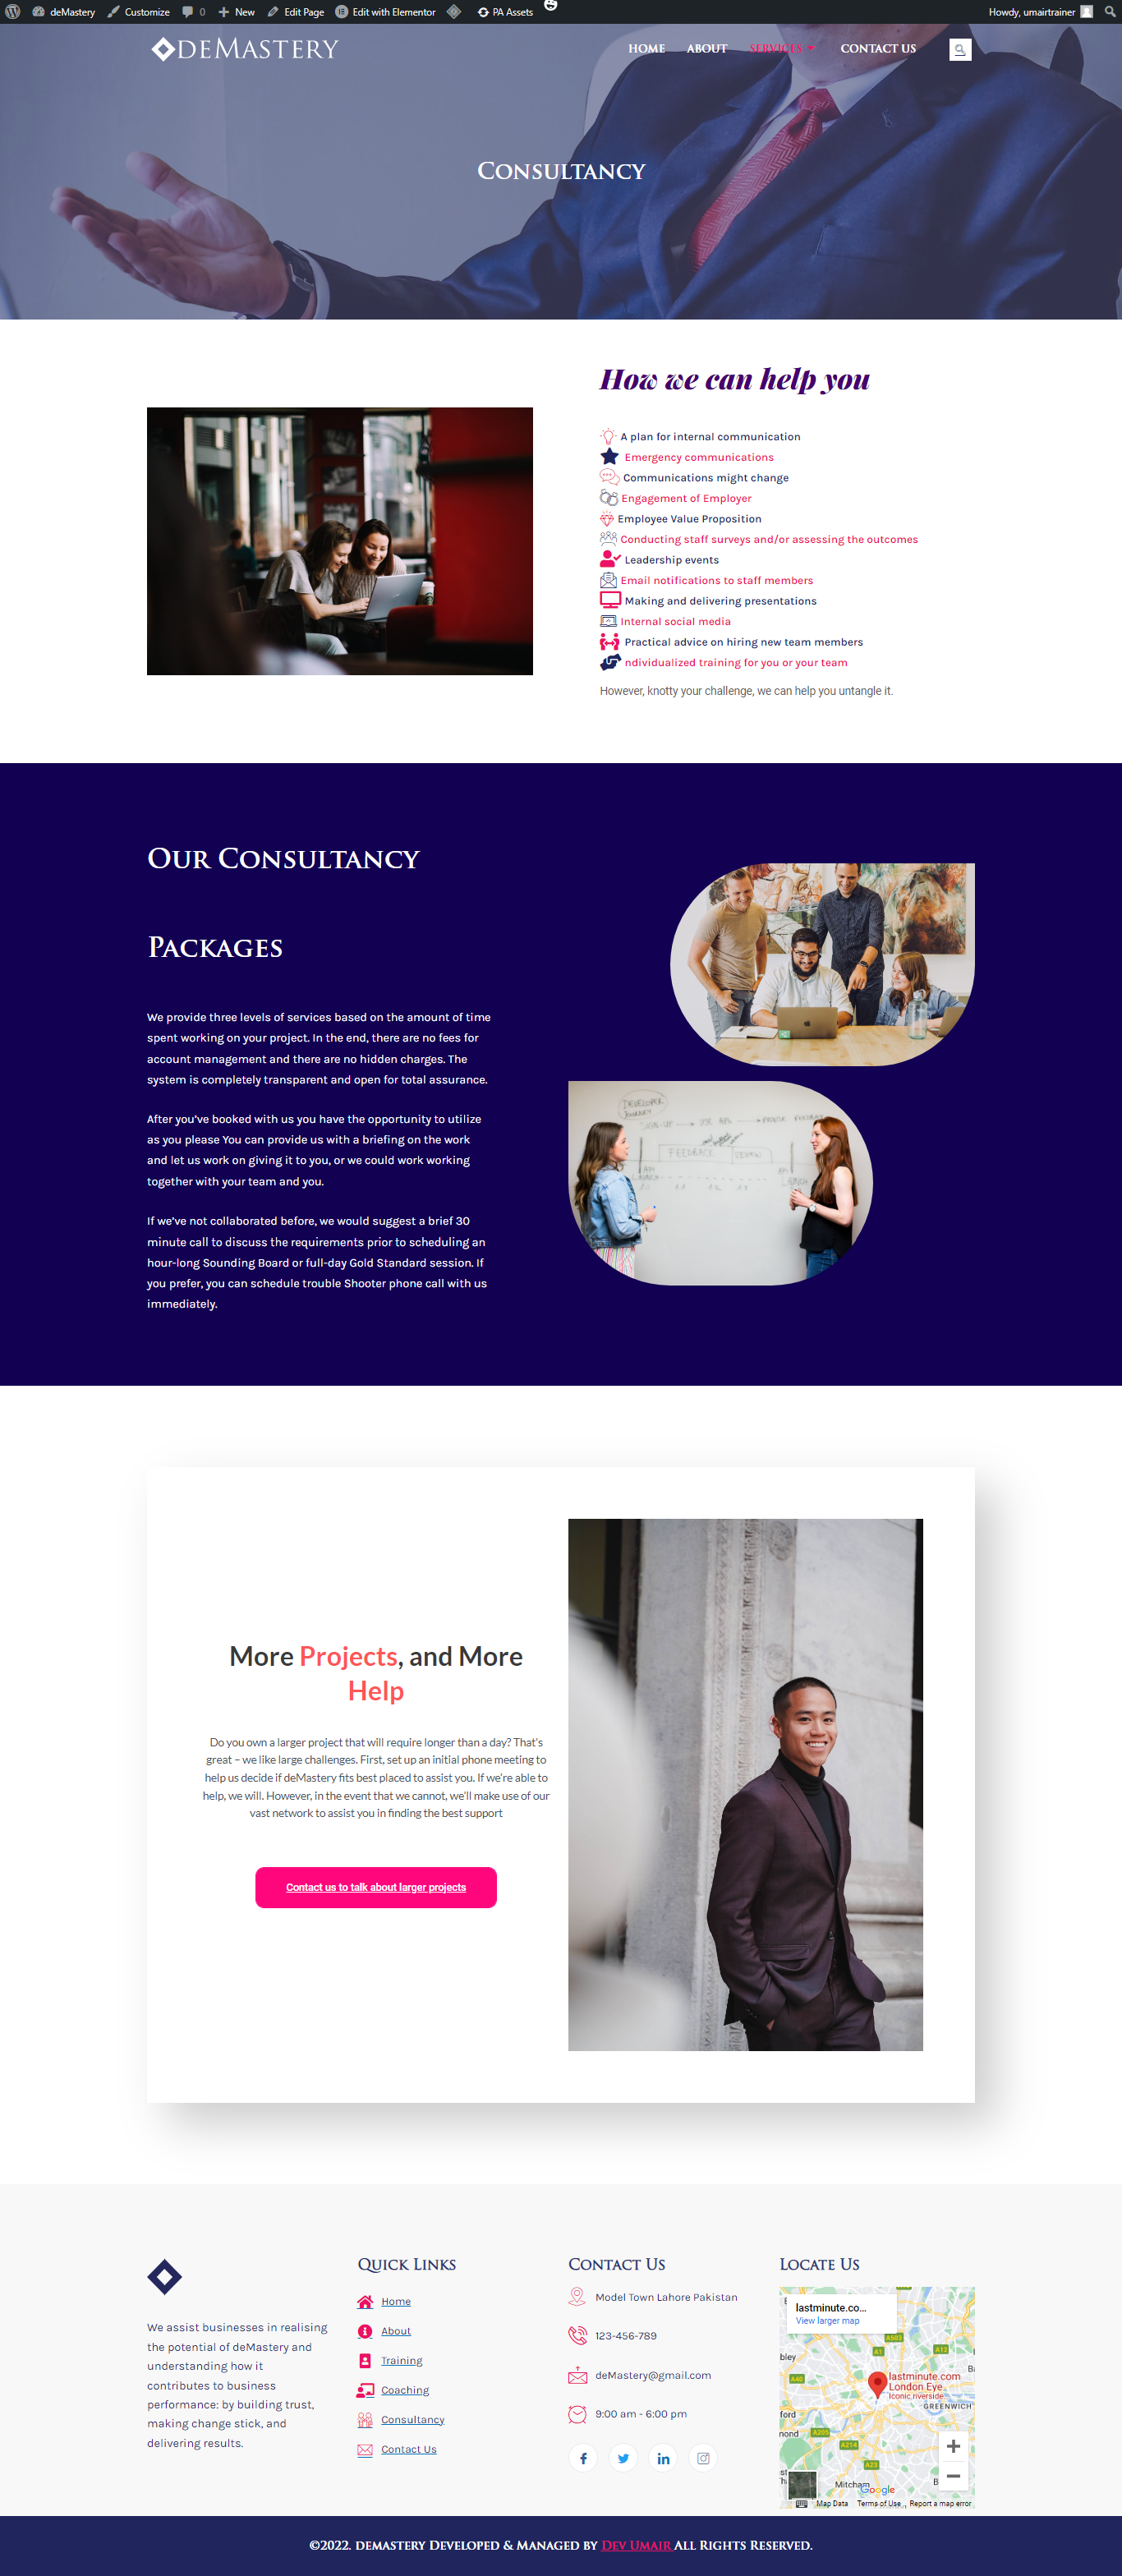 deMastery Customize 0 New Edit Page Edit with Elementor PA Assets Howdy, umairtrainer
DEMASTERY HOME ABOUT SERVICES CONTACT US
CONSULTANCY
How we can help you
A plan for internal communication
Emergency communications
Communications might change
Engagement of Employer
Employee Value Proposition
Conducting staff surveys and/or assessing the outcomes
Leadership events
Email notifications to staff members
Making and delivering presentations
Internal social media
Practical advice on hiring new team members
ndividualized training for you or your team
However, knotty your challenge, we can help you untangle it.
OUR CONSULTANCY
PACKAGES
We provide three levels of services based on the amount of time
spent working on your project. In the end, there are no fees for
account management and there are no hidden charges. The
system is completely transparent and open for total assurance.
After you've booked with us you have the opportunity to utilize
as you please You can provide us with a briefing on the work
and let us work on giving it to you, or we could work working
together with your team and you.
If we've not collaborated before, we would suggest a brief 30
minute call to discuss the requirements prior to scheduling an
hour-long Sounding Board or full-day Gold Standard session. If
you prefer, you can schedule trouble Shooter phone call with us
immediately.
DEVELOPER
JOURNEY
FEEDBACK
More Projects, and More
Help
Do you own a larger project that will require longer than a day? That's
great – we like large challenges. First, set up an initial phone meeting to
help us decide if deMastery fits best placed to assist you. If we're able to
help, we will. However, in the event that we cannot, we'll make use of our
vast network to assist you in finding the best support
Contact us to talk about larger projects
We assist businesses in realising
the potential of deMastery and
understanding how it
contributes to business
performance: by building trust,
making change stick, and
delivering results.
QUICK LINKS
Home
About
Training
Coaching
Consultancy
Contact Us
CONTACT US
Model Town Lahore Pakistan
123-456-789
deMastery@gmail.com
9:00 am - 6:00 pm
LOCATE US
lastminute.co...
View larger map
A503
A12
A1
bley
A13
A40
lastminute.com
London Eye
Iconic riverside
GREENWICH
ford
mond
A205
A214
A23
Mitcham
Google
Map Data Terms of Use Report a map error
©2022. DEMASTERY DEVELOPED & MANAGED BY DEV UMAIR ALL RIGHTS RESERVED.